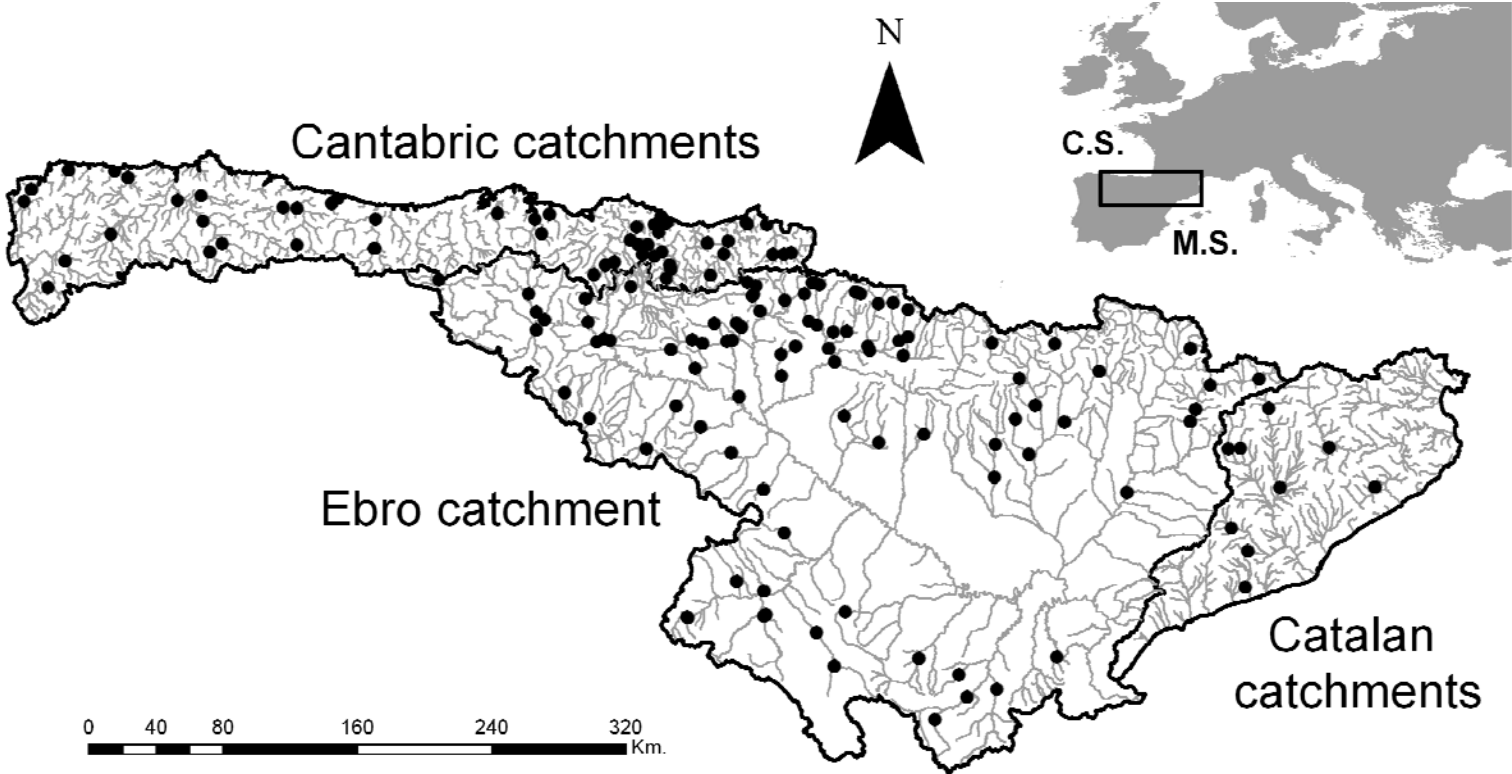 N
Cantabric catchments
C.S.
M.S.
Ebro catchment
Catalan
catchments
0 40 80 160 240 320
Km.